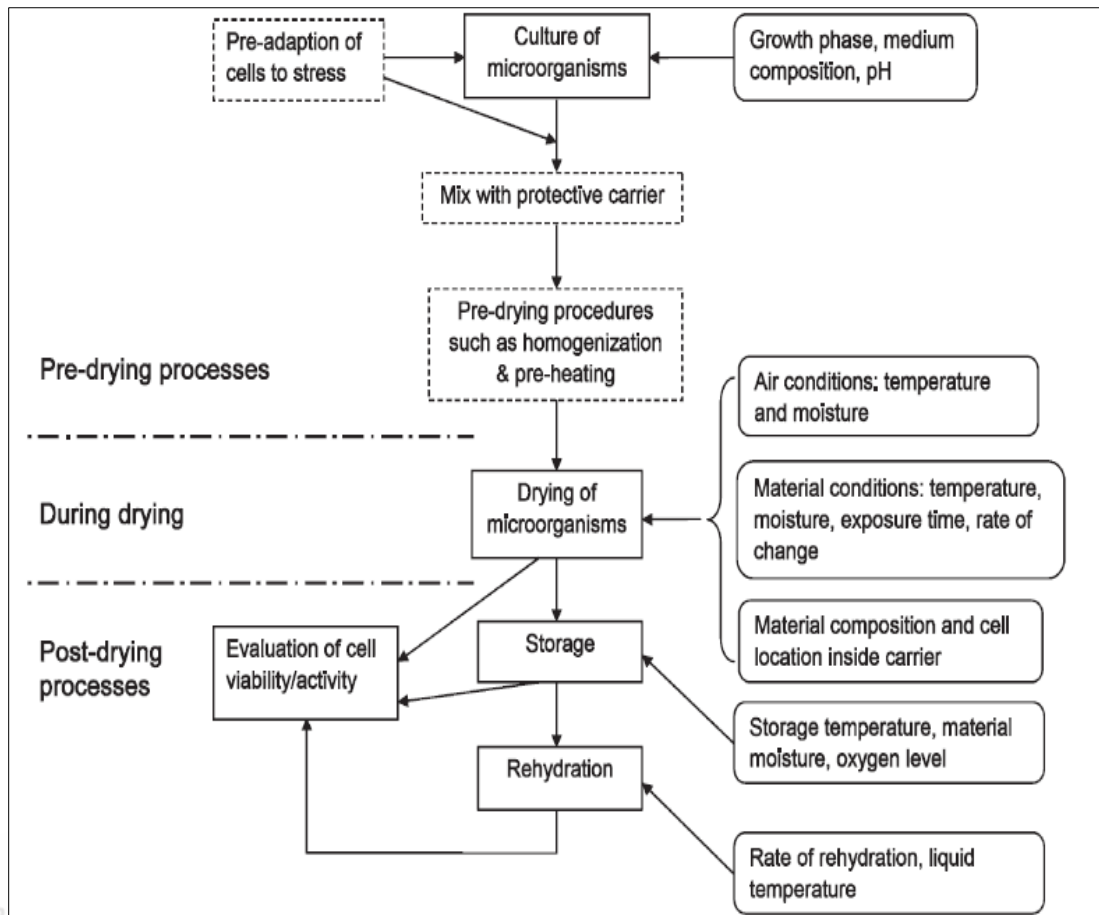 Pre-adaption of
cells to stress
Culture of
microorganisms
Growth phase, medium
composition, pH
Mix with protective carrier
Pre-drying procedures
such as homogenization
& pre-heating
Pre-drying processes
Air conditions: temperature
and moisture
During drying
Drying of
microorganisms
Material conditions: temperature,
moisture, exposure time, rate of
change
Material composition and cell
location inside carrier
Post-drying
processes
Evaluation of cell
viability/activity
Storage
Storage temperature, material
moisture, oxygen level
Rehydration
Rate of rehydration, liquid
temperature